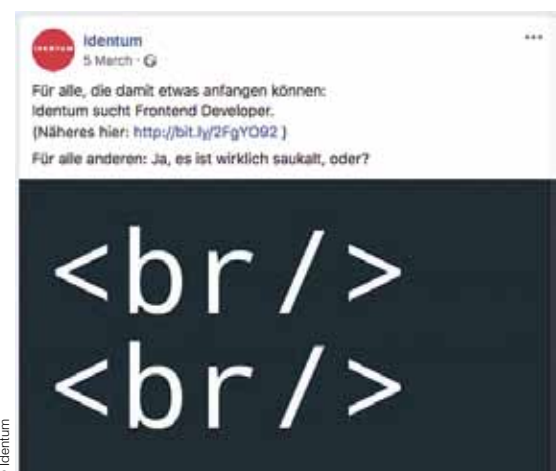 Identum
5 March
Für alle, die damit etwas anfangen können:
Identum sucht Frontend Developer.
(Näheres hier: http://bit.ly/2FgYO92 )
Für alle anderen: Ja, es ist wirklich saukalt, oder?
<br/>
<br/>
IDENTUM
Identum